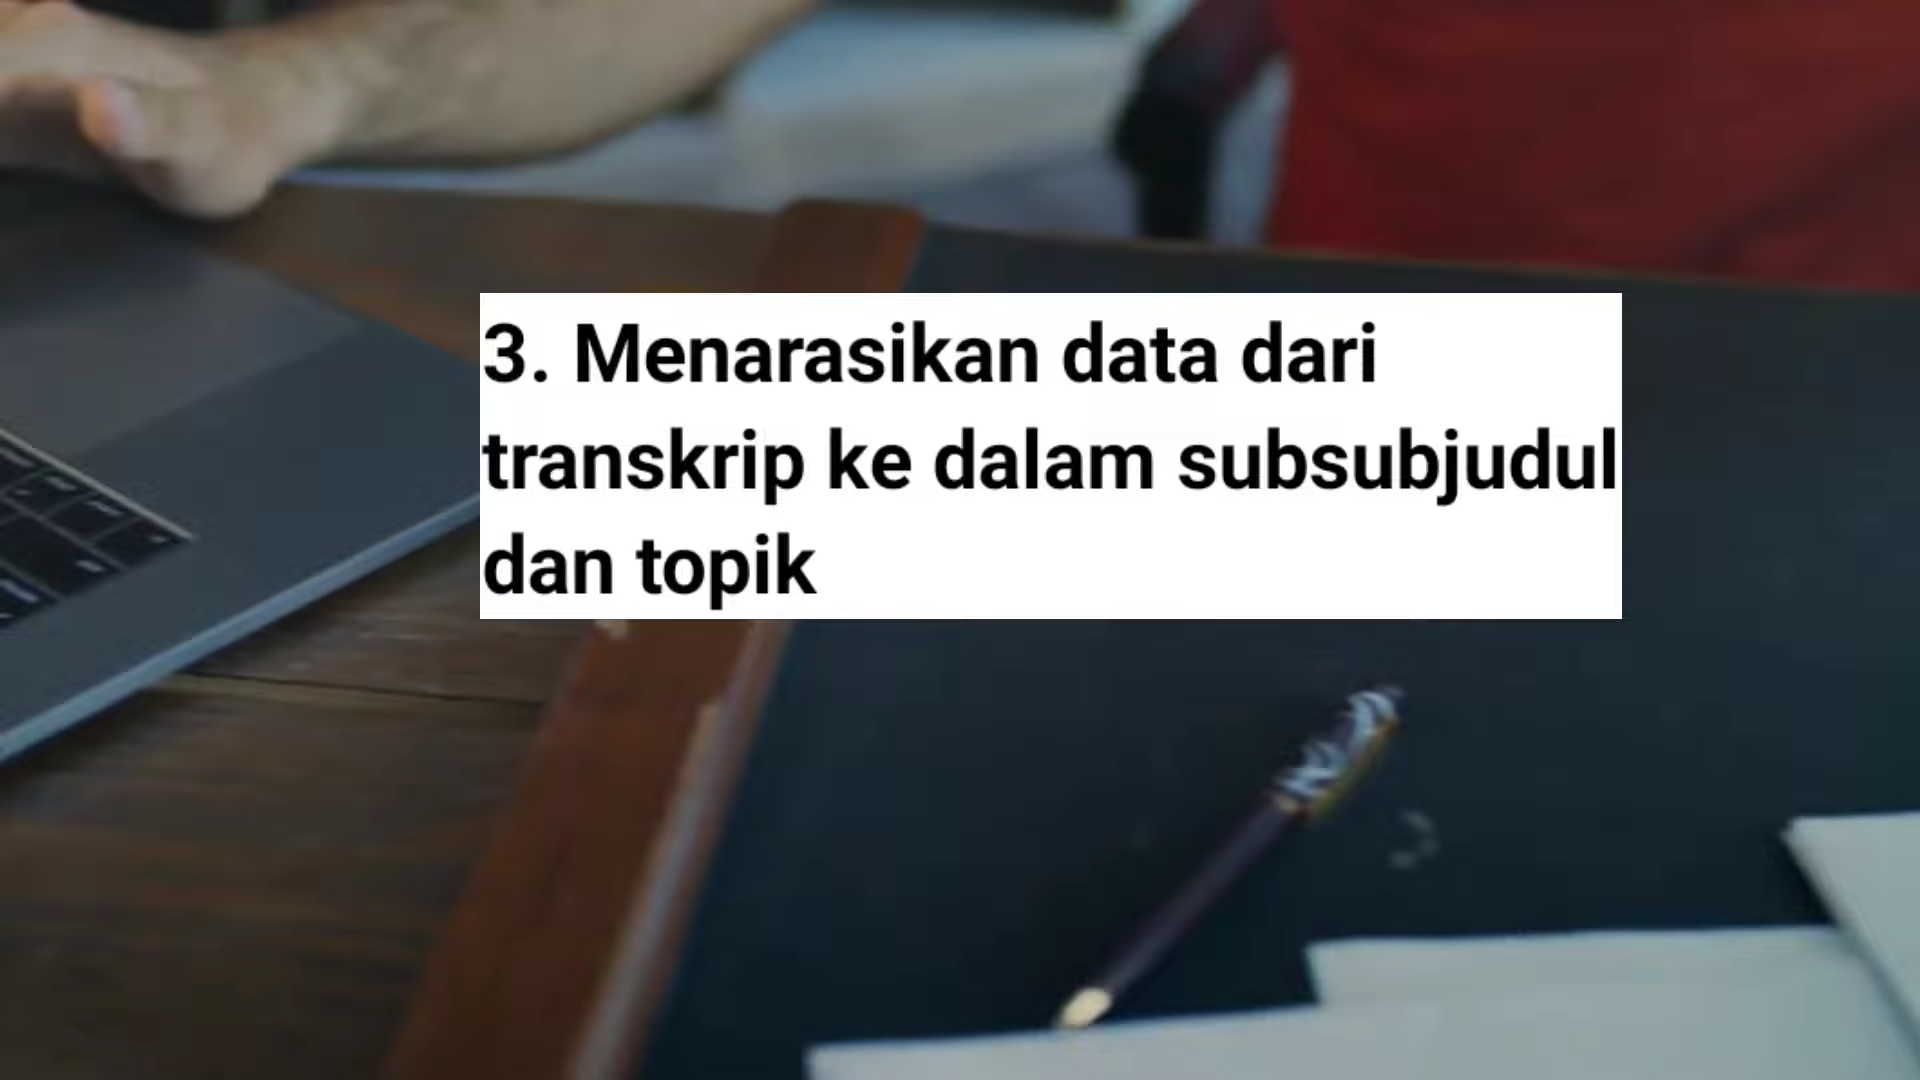 3. Menarasikan data dari
transkrip ke dalam subsubjudul
dan topik